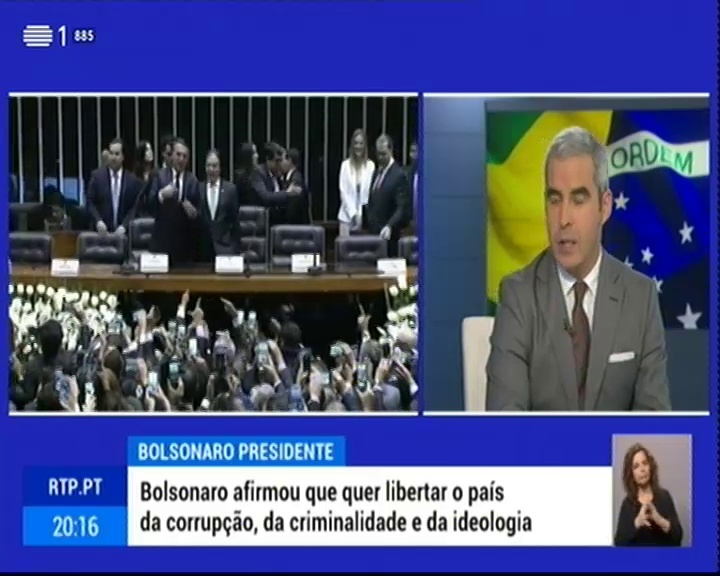 1 885
ORDEM
BOLSONARO PRESIDENTE
RTP.PT
Bolsonaro afirmou que quer libertar o país
20:16
da corrupção, da criminalidade e da ideologia